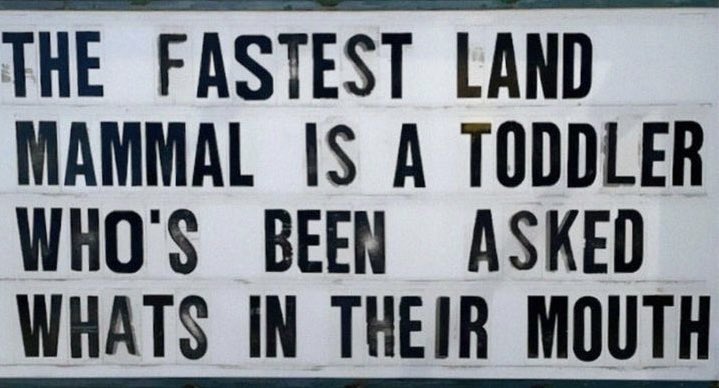 THE FASTEST LAND
MAMMAL IS A TODDLER
WHO'S BEEN ASKED
WHATS IN THEIR MOUTH